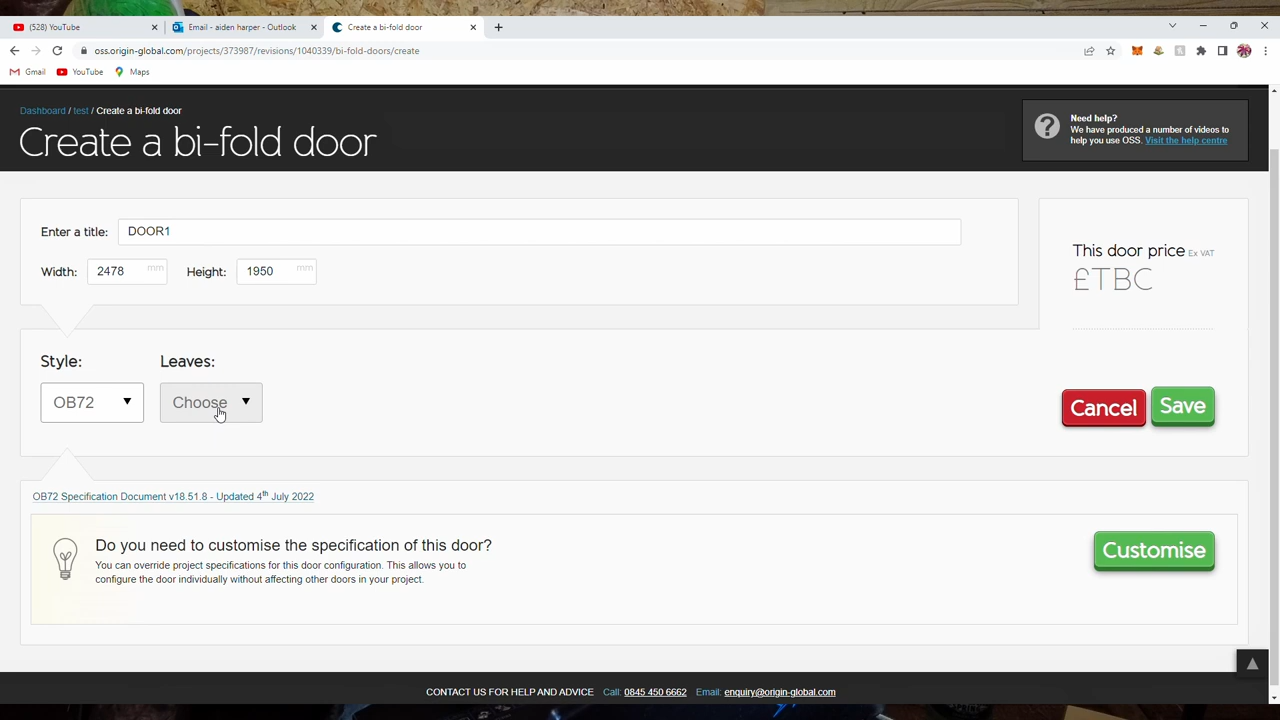 (528) YouTube
Email - aiden harper - Outlook
Create a bi-fold door
oss.origin-global.com/projects/373987/revisions/1040339/bi-fold-doors/create
Gmail
YouTube
Maps
Dashboard / test / Create a bi-fold door
Create a bi-fold door
Need help?
We have produced a number of videos to
help you use OSS. Visit the help centre
Enter a title: DOOR1
Width: 2478 mm Height: 1950 mm
This door price Ex VAT
£TBC
Style: Leaves:
OB72 Choose
Cancel Save
OB72 Specification Document v18.51.8 - Updated 4th July 2022
Do you need to customise the specification of this door?
You can override project specifications for this door configuration. This allows you to
configure the door individually without affecting other doors in your project.
Customise
CONTACT US FOR HELP AND ADVICE Call: 0845 450 6662 Email: enquiry@origin-global.com